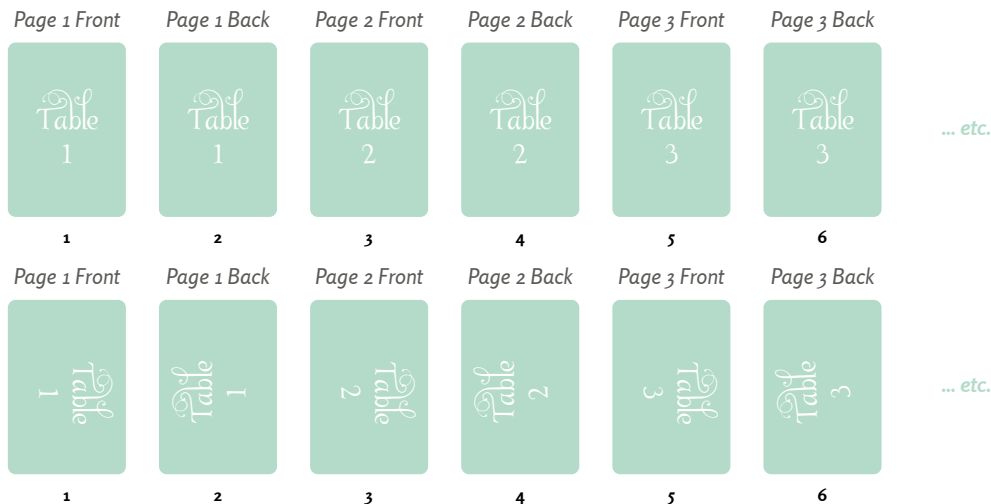 Page 1 Front Page 1 Back Page 2 Front Page 2 Back Page 3 Front Page 3 Back
Table Table Table Table Table Table
1 1 2 2 3 3
... etc.
1 2 3 4 5 6
Page 1 Front Page 1 Back Page 2 Front Page 2 Back Page 3 Front Page 3 Back
Table 1 Table 1 Table 2 Table 2 Table 3 Table 3
... etc.
1 2 3 4 5 6